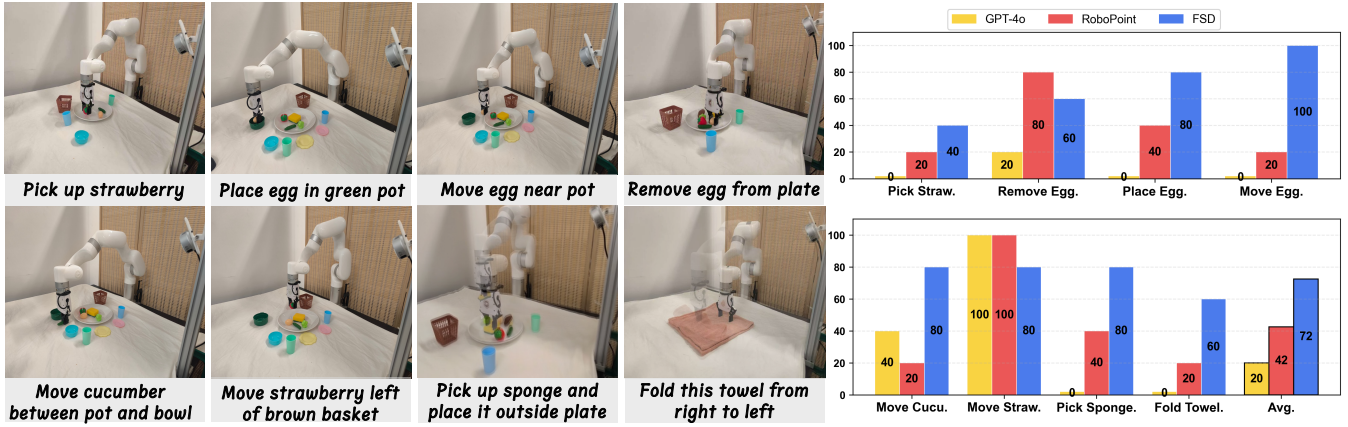 Pick up strawberry
Place egg in green pot
Move egg near pot
Remove egg from plate
Move cucumber
between pot and bowl
Move strawberry left
of brown basket
Pick up sponge and
place it outside plate
Fold this towel from
right to left
GPT-4o RoboPoint FSD
100
80
60
40
20
0
0 20 40
20 80 60
0 40 80
0 20 100
Pick Straw. Remove Egg. Place Egg. Move Egg.
100
80
60
40
20
0
40 20 80
100 100 80
0 40 80
0 20 60
20 42 72
Move Cucu. Move Straw. Pick Sponge. Fold Towel. Avg.